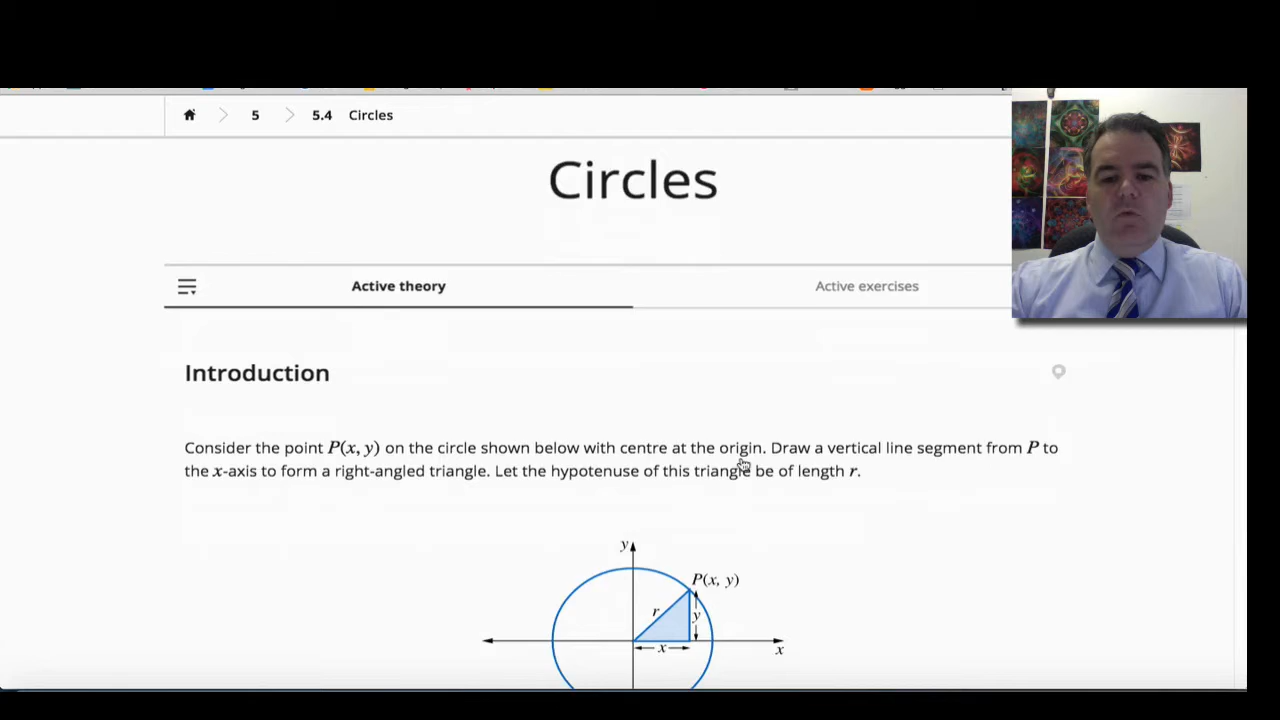 5 5.4 Circles
Circles
Active theory Active exercises
Introduction
Consider the point P(x, y) on the circle shown below with centre at the origin. Draw a vertical line segment from P to
the x-axis to form a right-angled triangle. Let the hypotenuse of this triangle be of length r.
y
P(x, y)
r
y
x
x